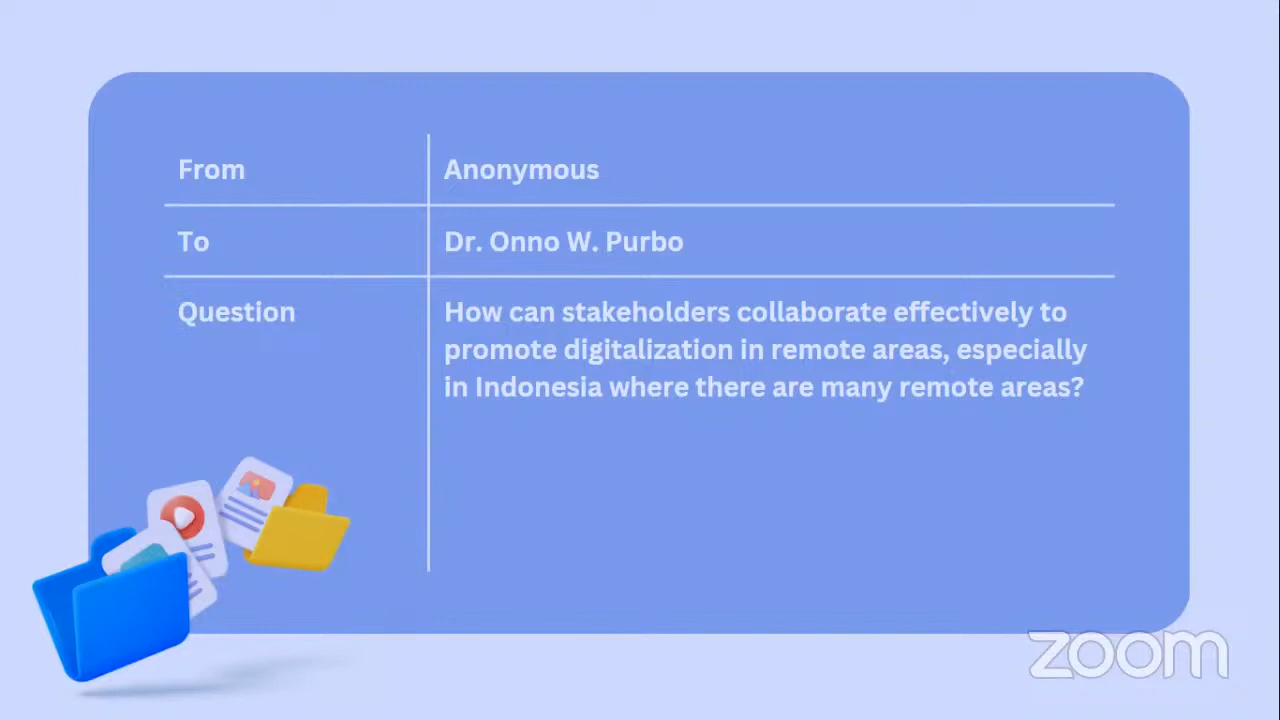 From
Anonymous
To
Dr. Onno W. Purbo
Question
How can stakeholders collaborate effectively to
promote digitalization in remote areas, especially
in Indonesia where there are many remote areas?
zoom